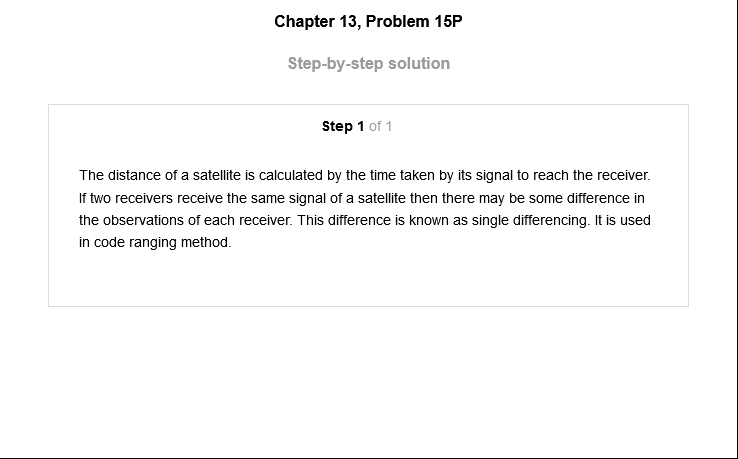 Chapter 13, Problem 15P
Step-by-step solution
Step 1 of 1
The distance of a satellite is calculated by the time taken by its signal to reach the receiver.
If two receivers receive the same signal of a satellite then there may be some difference in
the observations of each receiver. This difference is known as single differencing. It is used
in code ranging method.